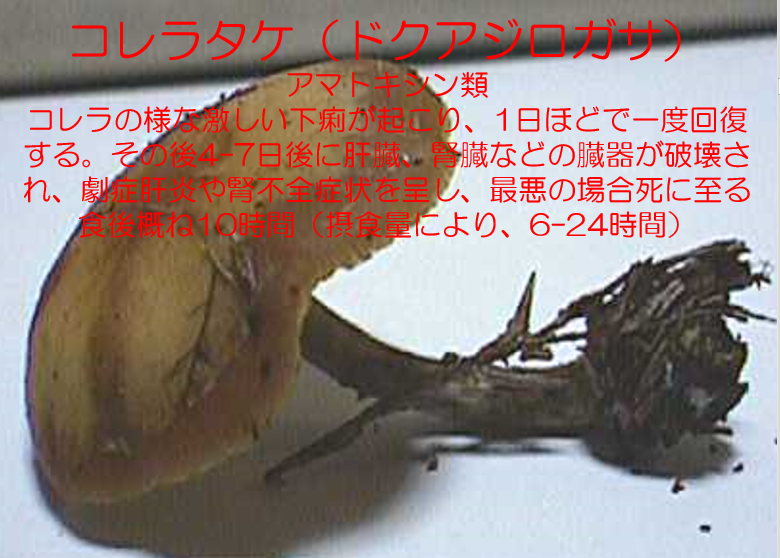 コレラタケ（ドクアジロガサ）
アマトキシン類
コレラの様な激しい下痢が起こり、1日ほどで一度回復
する。その後4-7日後に肝臓、腎臓などの臓器が破壊さ
れ、劇症肝炎や腎不全症状を呈し、最悪の場合死に至る
食後概ね10時間（摂食量により、6-24時間）